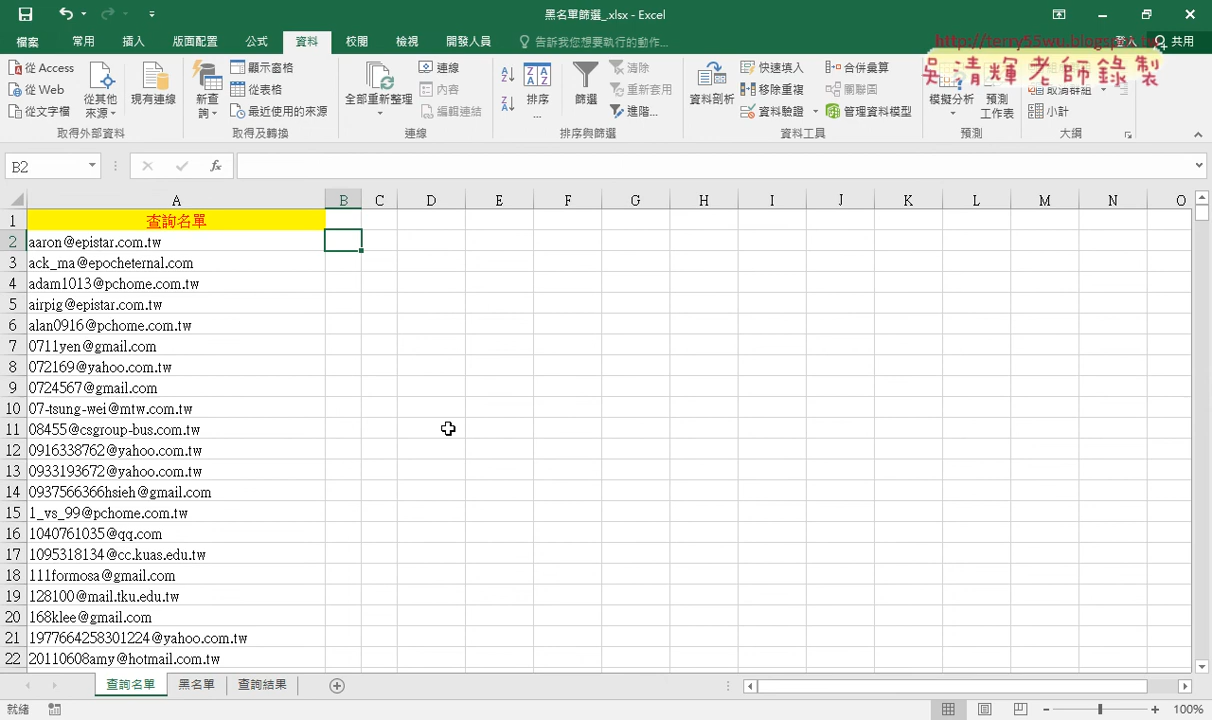 黑名單篩選_.xlsx - Excel
檔案 常用 插入 版面配置 公式 資料 校閱 檢視 開發人員 告訴我您想要執行的動作... 登入 共用
http://terry55wu.blogspot.tw
吳清輝老師錄製
從 Access
從 Web
從文字檔
從其他來源
現有連線
取得外部資料
新查詢
顯示窗格
從表格
最近使用的來源
取得及轉換
全部重新整理
連線
內容
編輯連結
連線
排序...
篩選
清除
重新套用
進階...
排序與篩選
資料剖析
快速填入
移除重複
資料驗證
合併彙算
關聯圖
管理資料模型
資料工具
模擬分析
預測工作表
預測
取消群組
小計
大綱
B2
fx
A B C D E F G H I J K L M N O
1 查詢名單
2 aaron@epistar.com.tw
3 ack_ma@epocheternal.com
4 adam1013@pchome.com.tw
5 airpig@epistar.com.tw
6 alan0916@pchome.com.tw
7 0711yen@gmail.com
8 072169@yahoo.com.tw
9 0724567@gmail.com
10 07-tsung-wei@mtw.com.tw
11 08455@csgroup-bus.com.tw
12 0916338762@yahoo.com.tw
13 0933193672@yahoo.com.tw
14 0937566366hsieh@gmail.com
15 1_vs_99@pchome.com.tw
16 1040761035@qq.com
17 1095318134@cc.kuas.edu.tw
18 111formosa@gmail.com
19 128100@mail.tku.edu.tw
20 168klee@gmail.com
21 1977664258301224@yahoo.com.tw
22 20110608amy@hotmail.com.tw
查詢名單 黑名單 查詢結果
就緒 100%